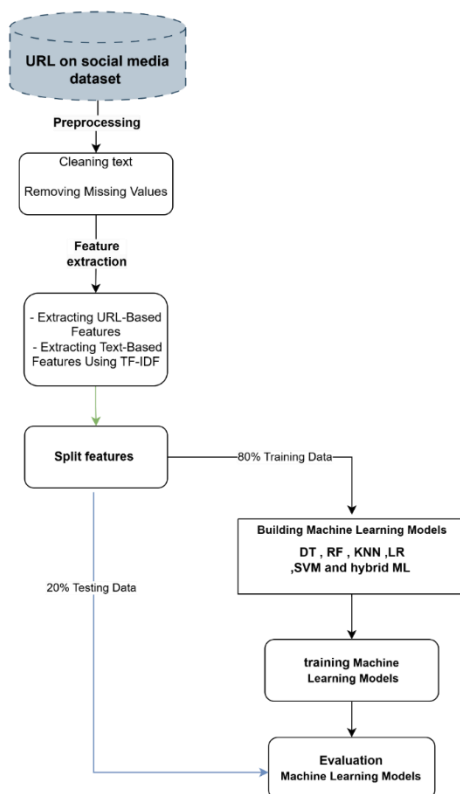 URL on social media
dataset
Preprocessing
Cleaning text
Removing Missing Values
Feature
extraction
- Extracting URL-Based
Features
- Extracting Text-Based
Features Using TF-IDF
Split features
80% Training Data
Building Machine Learning Models
DT , RF , KNN ,LR
,SVM and hybrid ML
20% Testing Data
training Machine
Learning Models
Evaluation
Machine Learning Models